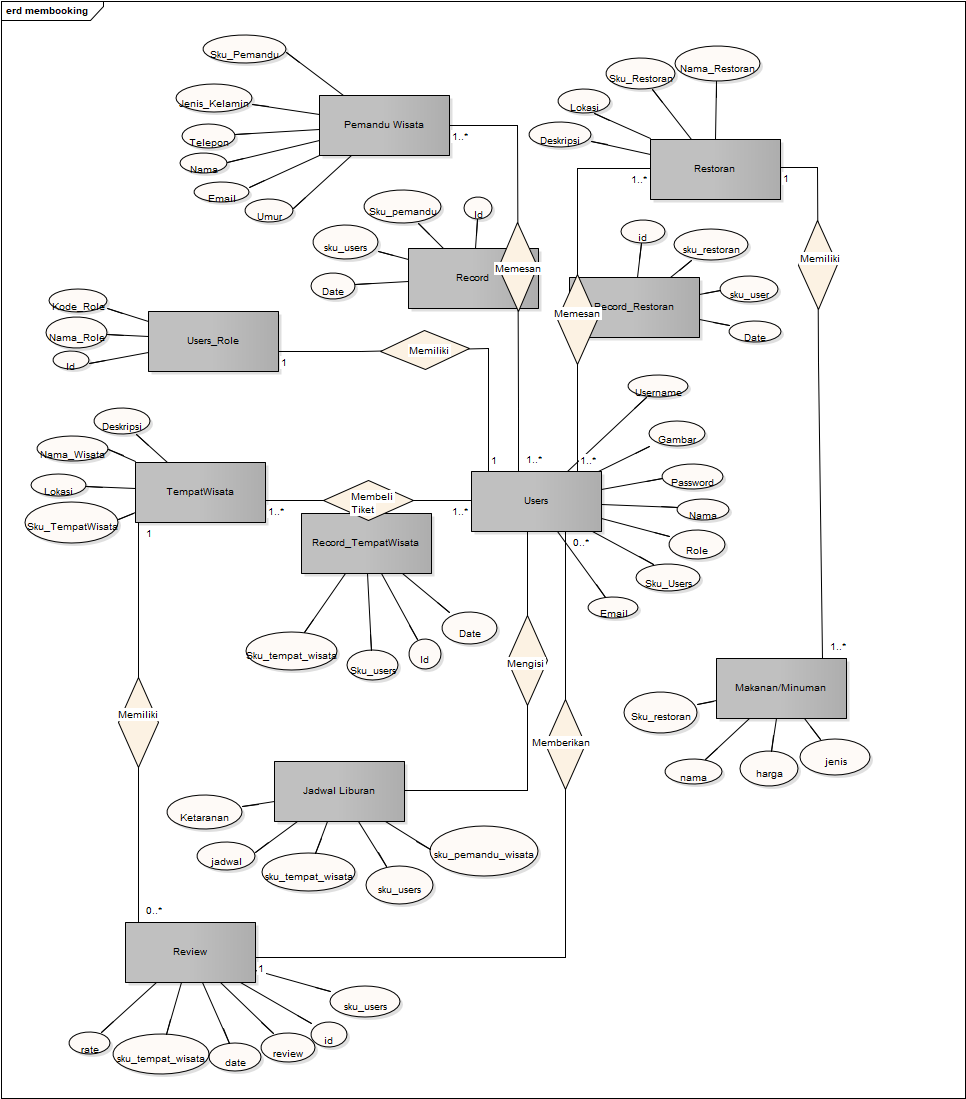 erd membooking
Sku_Pemandu
Jenis_Kelamin
Telepon
Nama
Email
Umur
Pemandu Wisata
1..*
Nama_Restoran
Sku_Restoran
Lokasi
Deskripsi
Restoran
1..*
1
Sku_pemandu
Id
sku_users
Date
Record
Memesan
id
sku_restoran
sku_user
Date
Record_Restoran
Memesan
Memiliki
Kode_Role
Nama_Role
Id
Users_Role
1
Memiliki
1
1..*
1..*
Username
Gambar
Password
Nama
Role
Sku_Users
Email
Users
0..*
Deskripsi
Nama_Wisata
Lokasi
Sku_TempatWisata
TempatWisata
1..*
1
Membeli
Tiket
1..*
Record_TempatWisata
Sku_tempat_wisata
Sku_users
Id
Date
Mengisi
Memiliki
Memberikan
1..*
Makanan/Minuman
Sku_restoran
nama
harga
jenis
Jadwal Liburan
Ketaranan
jadwal
sku_tempat_wisata
sku_users
sku_pemandu_wisata
0..*
Review
1
sku_users
id
review
date
sku_tempat_wisata
rate